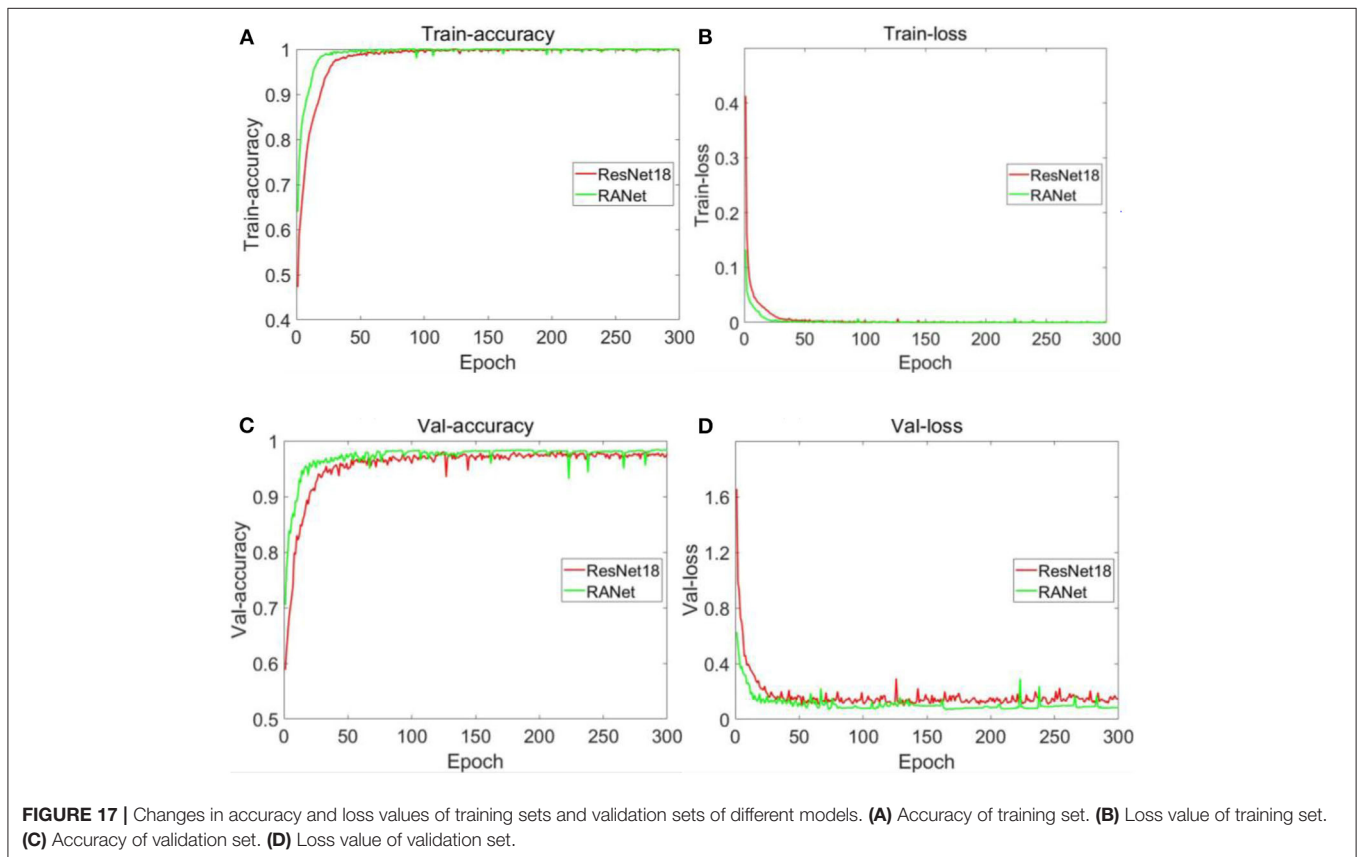 A
Train-accuracy
1
0.9
0.8
0.7
0.6
0.5
0.4
Train-accuracy
ResNet18
RANet
0 50 100 150 200 250 300
Epoch
B
Train-loss
0.4
0.3
0.2
0.1
0
Train-loss
ResNet18
RANet
0 50 100 150 200 250 300
Epoch
C
Val-accuracy
1
0.9
0.8
0.7
0.6
0.5
Val-accuracy
ResNet18
RANet
0 50 100 150 200 250 300
Epoch
D
Val-loss
1.6
1.2
0.8
0.4
0
Val-loss
ResNet18
RANet
0 50 100 150 200 250 300
Epoch
FIGURE 17 | Changes in accuracy and loss values of training sets and validation sets of different models. (A) Accuracy of training set. (B) Loss value of training set.
(C) Accuracy of validation set. (D) Loss value of validation set.